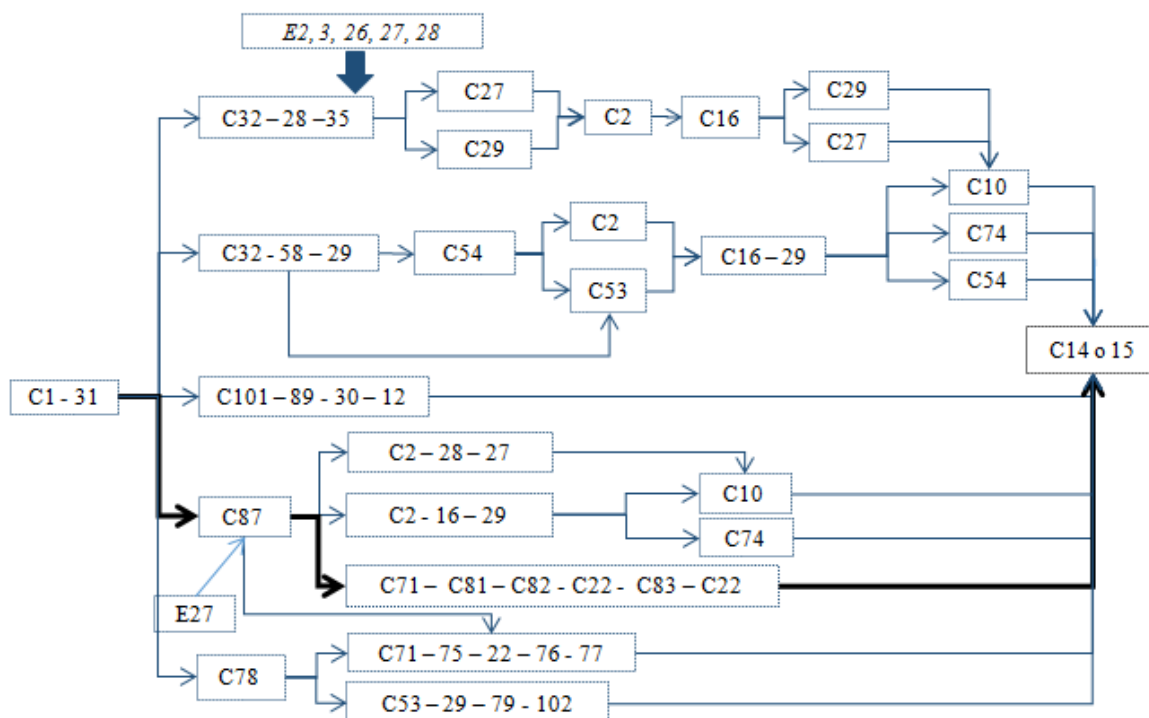 E2, 3, 26, 27, 28
C32 – 28 –35
C27
C29
C2
C16
C29
C27
C10
C32 - 58 – 29
C54
C2
C53
C16 – 29
C74
C54
C14 o 15
C1 - 31
C101 – 89 - 30 – 12
C87
C2 – 28 – 27
C2 - 16 – 29
C10
C74
C71 – C81 – C82 - C22 - C83 – C22
E27
C71 – 75 – 22 – 76 - 77
C78
C53 – 29 – 79 - 102